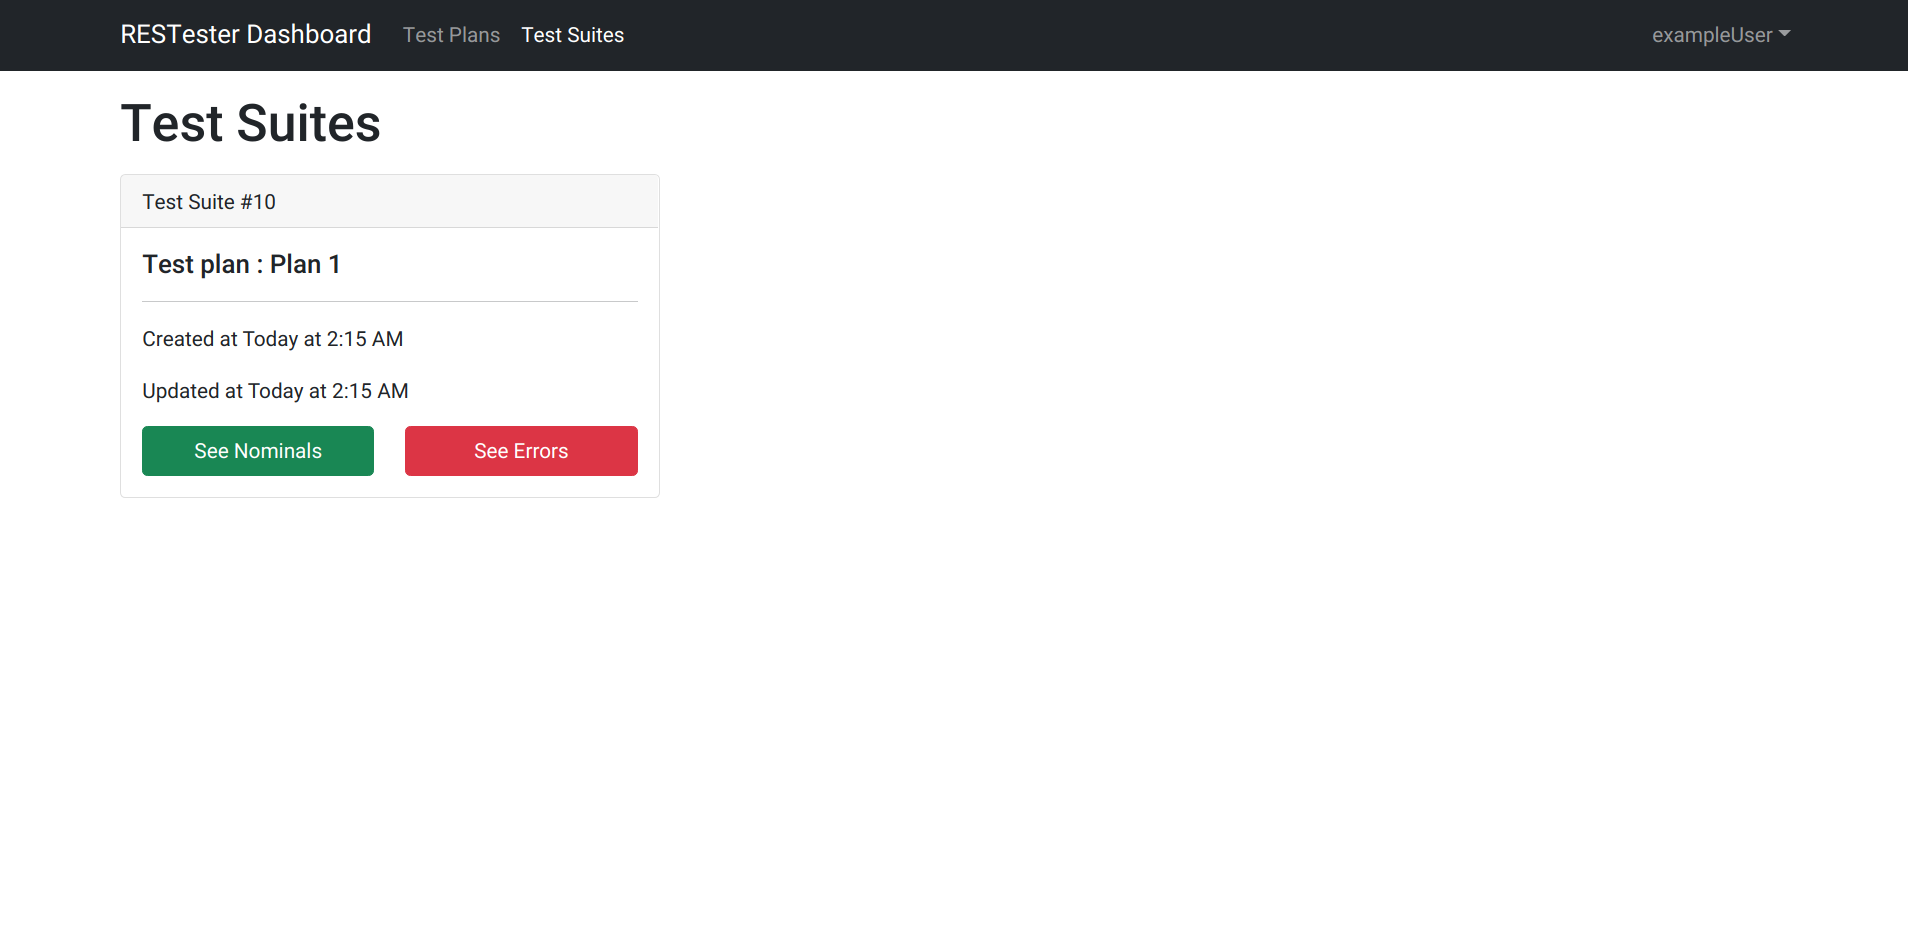 RESTester Dashboard Test Plans Test Suites exampleUser
Test Suites
Test Suite #10
Test plan : Plan 1
Created at Today at 2:15 AM
Updated at Today at 2:15 AM
See Nominals See Errors